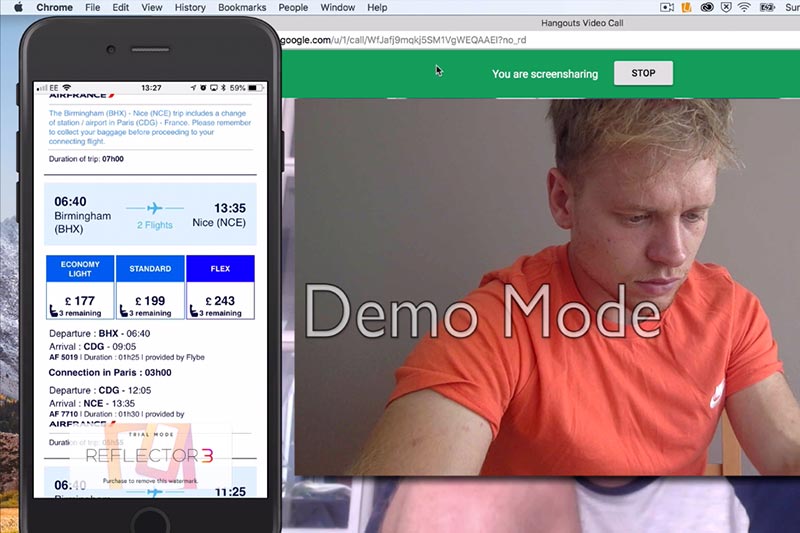 Chrome File Edit View History Bookmarks People Window Help
Hangouts Video Call
google.com/u/1/call/WfJafj9mqkj5SM1VgWEQAAEI?no_rd
You are screensharing STOP
EE 13:27 59%
AIRFRANCE
The Birmingham (BHX) - Nice (NCE) trip includes a change
of station / airport in Paris (CDG) - France. Please remember
to collect your baggage before proceeding to your
connecting flight.
Duration of trip: 07h00
06:40 13:35
Birmingham Nice (NCE)
(BHX) 2 Flights
ECONOMY LIGHT STANDARD FLEX
£ 177 £ 199 £ 243
3 remaining 3 remaining 3 remaining
Departure : BHX - 06:40
Arrival : CDG - 09:05
AF 5019 | Duration : 01h25 | provided by Flybe
Connection in Paris : 03h00
Departure : CDG - 12:05
Arrival : NCE - 13:35
AF 7710 | Duration : 01h30 | provided by
AIRFRANCE
Duration of trip: 05h55
TRIAL MODE
REFLECTOR 3
Purchase to remove this watermark.
06:40 11:25
Demo Mode